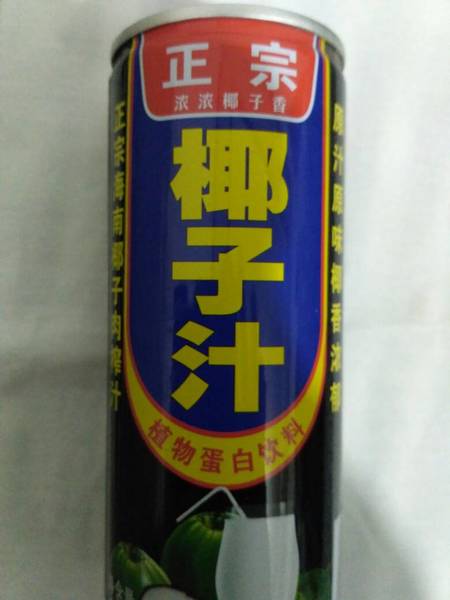 正宗
浓浓椰子香
椰子汁
植物蛋白饮料
正宗海南椰子肉榨汁
原汁原味椰香浓郁